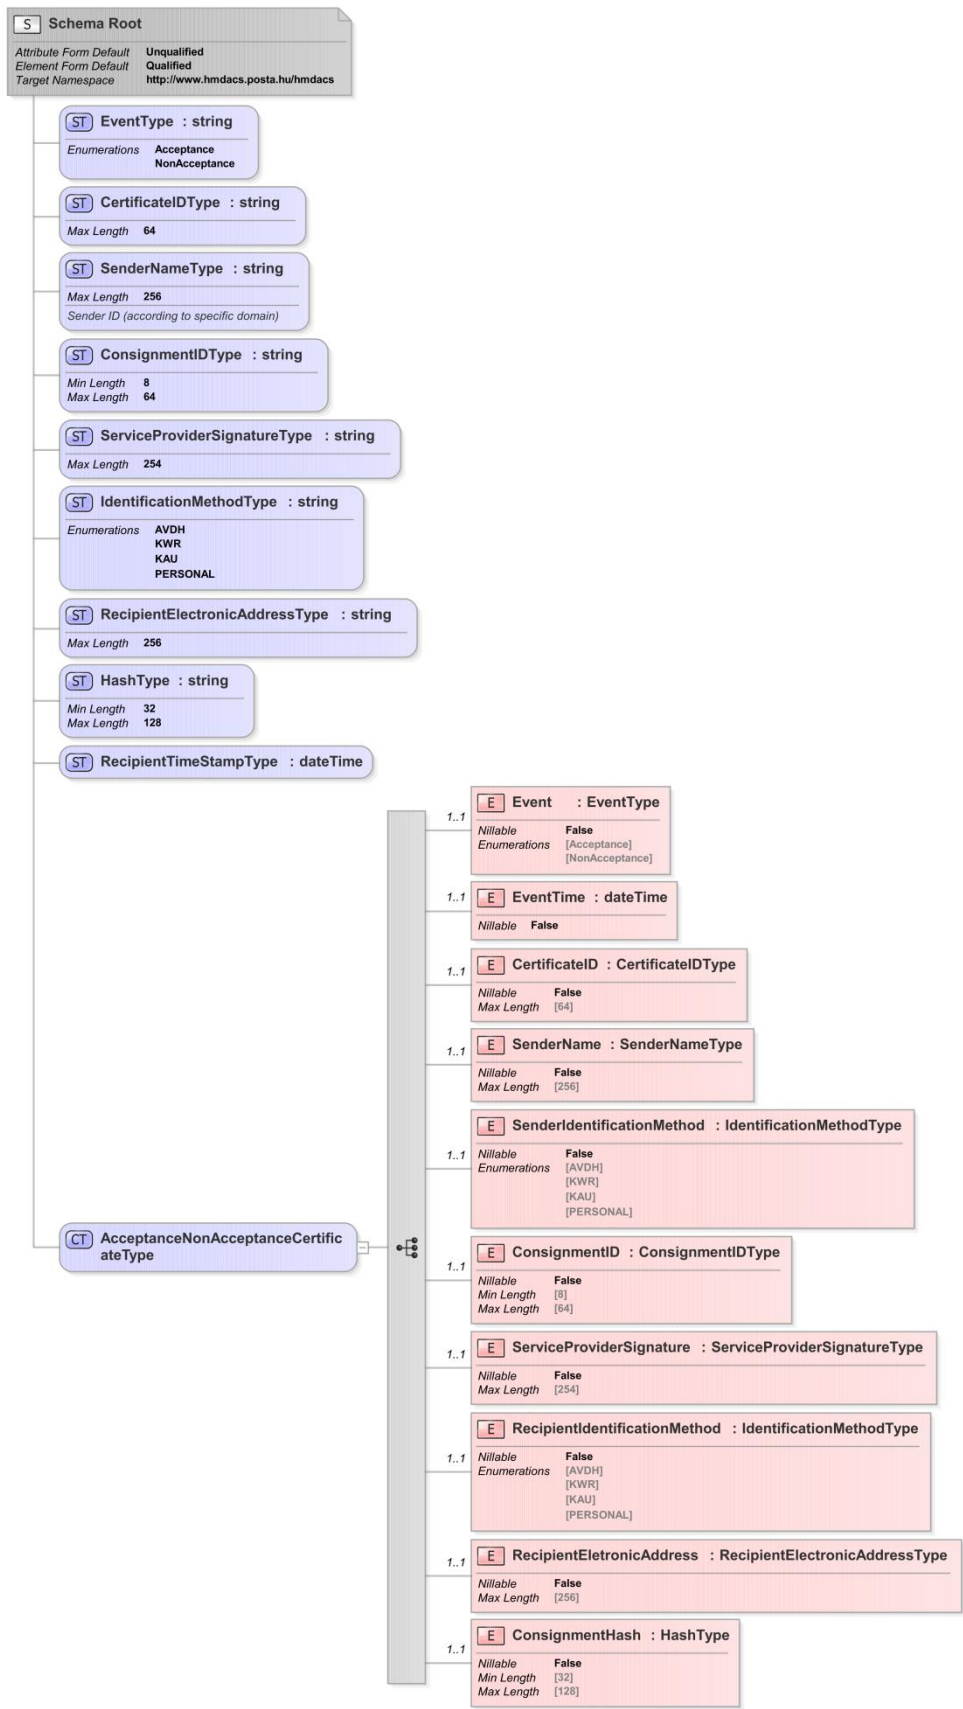 S Schema Root
Attribute Form Default Unqualified
Element Form Default Qualified
Target Namespace http://www.hmdacs.posta.hu/hmdacs
ST EventType : string
Enumerations Acceptance
NonAcceptance
ST CertificateIDType : string
Max Length 64
ST SenderNameType : string
Max Length 256
Sender ID (according to specific domain)
ST ConsignmentIDType : string
Min Length 8
Max Length 64
ST ServiceProviderSignatureType : string
Max Length 254
ST IdentificationMethodType : string
Enumerations AVDH
KWR
KAU
PERSONAL
ST RecipientElectronicAddressType : string
Max Length 256
ST HashType : string
Min Length 32
Max Length 128
ST RecipientTimeStampType : dateTime
CT AcceptanceNonAcceptanceCertific
ateType
1..1 E Event : EventType
Nillable False
Enumerations [Acceptance]
[NonAcceptance]
1..1 E EventTime : dateTime
Nillable False
1..1 E CertificateID : CertificateIDType
Nillable False
Max Length [64]
1..1 E SenderName : SenderNameType
Nillable False
Max Length [256]
1..1 E SenderIdentificationMethod : IdentificationMethodType
Nillable False
Enumerations [AVDH]
[KWR]
[KAU]
[PERSONAL]
1..1 E ConsignmentID : ConsignmentIDType
Nillable False
Min Length [8]
Max Length [64]
1..1 E ServiceProviderSignature : ServiceProviderSignatureType
Nillable False
Max Length [254]
1..1 E RecipientIdentificationMethod : IdentificationMethodType
Nillable False
Enumerations [AVDH]
[KWR]
[KAU]
[PERSONAL]
1..1 E RecipientEletronicAddress : RecipientElectronicAddressType
Nillable False
Max Length [256]
1..1 E ConsignmentHash : HashType
Nillable False
Min Length [32]
Max Length [128]